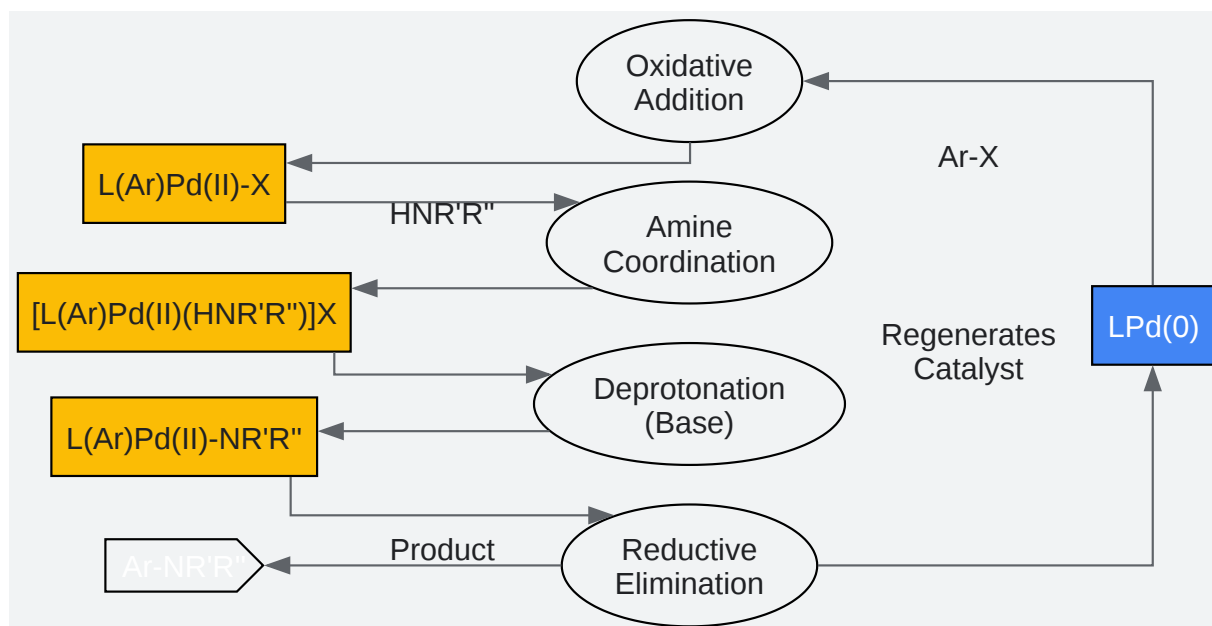 Oxidative
Addition
Ar-X
L(Ar)Pd(II)-X
HNR'R"
Amine
Coordination
[L(Ar)Pd(II)(HNR'R")]X
LPd(0)
Regenerates
Catalyst
Deprotonation
(Base)
L(Ar)Pd(II)-NR'R"
Product
Reductive
Elimination
Ar-NR'R"